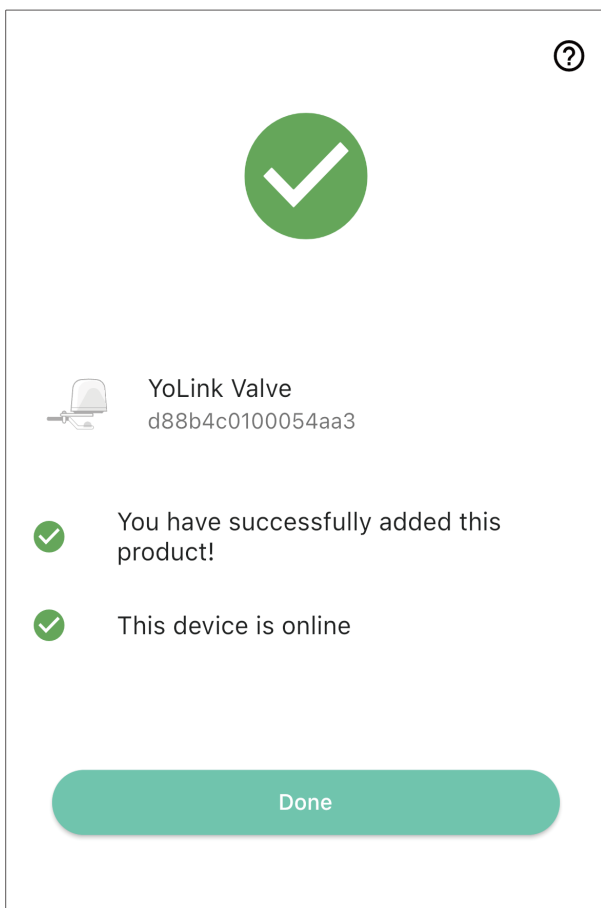 YoLink Valve
d88b4c0100054aa3
You have successfully added this
product!
This device is online
Done